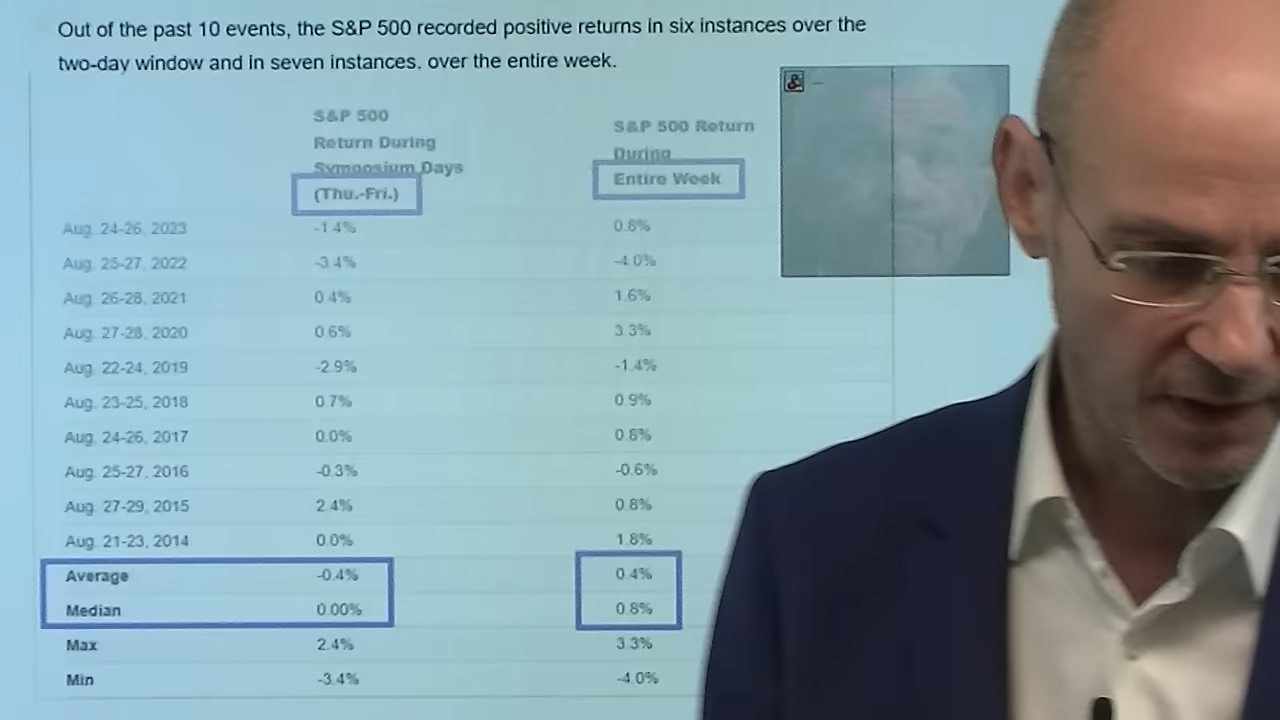 Out of the past 10 events, the S&P 500 recorded positive returns in six instances over the
two-day window and in seven instances. over the entire week.
S&P 500
Return During
Symposium Days
(Thu.-Fri.)
S&P 500 Return
During
Entire Week
Aug. 24-26, 2023 -1.4% 0.8%
Aug. 25-27, 2022 -3.4% -4.0%
Aug. 26-28, 2021 0.4% 1.6%
Aug. 27-28, 2020 0.6% 3.3%
Aug. 22-24, 2019 -2.9% -1.4%
Aug. 23-25, 2018 0.7% 0.9%
Aug. 24-26, 2017 0.0% 0.8%
Aug. 25-27, 2016 -0.3% -0.6%
Aug. 27-29, 2015 2.4% 0.8%
Aug. 21-23, 2014 0.0% 1.8%
Average -0.4% 0.4%
Median 0.00% 0.8%
Max 2.4% 3.3%
Min -3.4% -4.0%